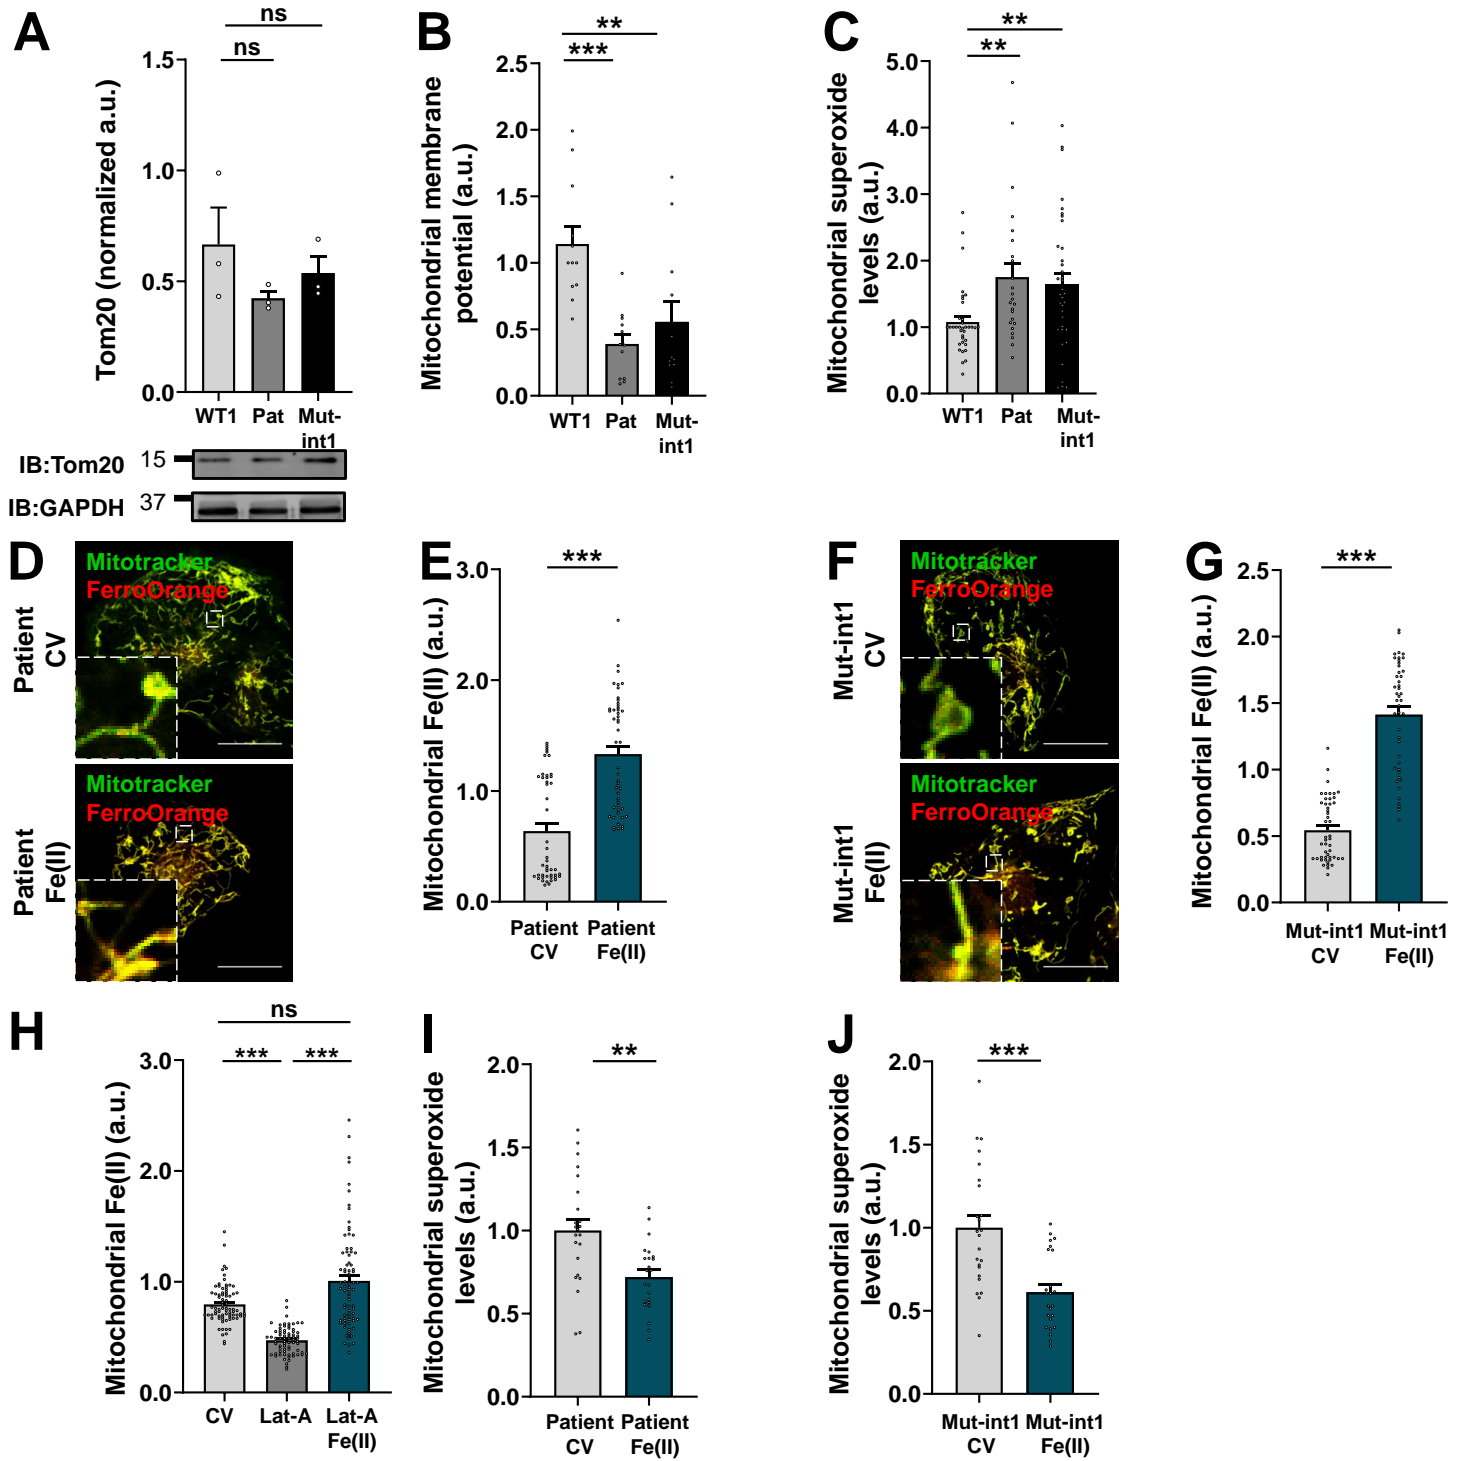 A
ns
ns
Tom20 (normalized a.u.)
1.5
1.0
0.5
0.0
WT1 Pat Mut-
int1
IB:Tom20 15
IB:GAPDH 37
B
**
***
Mitochondrial membrane
potential (a.u.)
2.5
2.0
1.5
1.0
0.5
0.0
WT1 Pat Mut-
int1
C
**
**
Mitochondrial superoxide
levels (a.u.)
5.0
4.0
3.0
2.0
1.0
0.0
WT1 Pat Mut-
int1
D
Patient
CV
Mitotracker
FerroOrange
Patient
Fe(II)
Mitotracker
FerroOrange
E
***
Mitochondrial Fe(II) (a.u.)
3.0
2.0
1.0
0.0
Patient Patient
CV Fe(II)
F
Mut-int1
CV
Mitotracker
FerroOrange
Mut-int1
Fe(II)
Mitotracker
FerroOrange
G
***
Mitochondrial Fe(II) (a.u.)
2.5
2.0
1.5
1.0
0.5
0.0
Mut-int1 Mut-int1
CV Fe(II)
H
ns
*** ***
Mitochondrial Fe(II) (a.u.)
3.0
2.0
1.0
0.0
CV Lat-A Lat-A
Fe(II)
I
**
Mitochondrial superoxide
levels (a.u.)
2.0
1.5
1.0
0.5
0.0
Patient Patient
CV Fe(II)
J
***
Mitochondrial superoxide
levels (a.u.)
2.0
1.5
1.0
0.5
0.0
Mut-int1 Mut-int1
CV Fe(II)